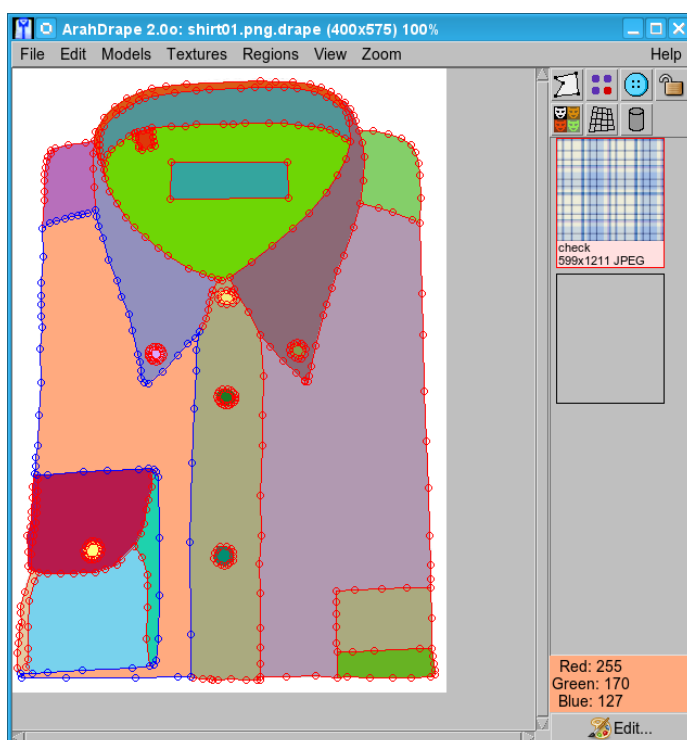 ArahDrape 2.0o: shirt01.png.drape (400x575) 100%
File Edit Models Textures Regions View Zoom Help
check
599x1211 JPEG
Red: 255
Green: 170
Blue: 127
Edit...